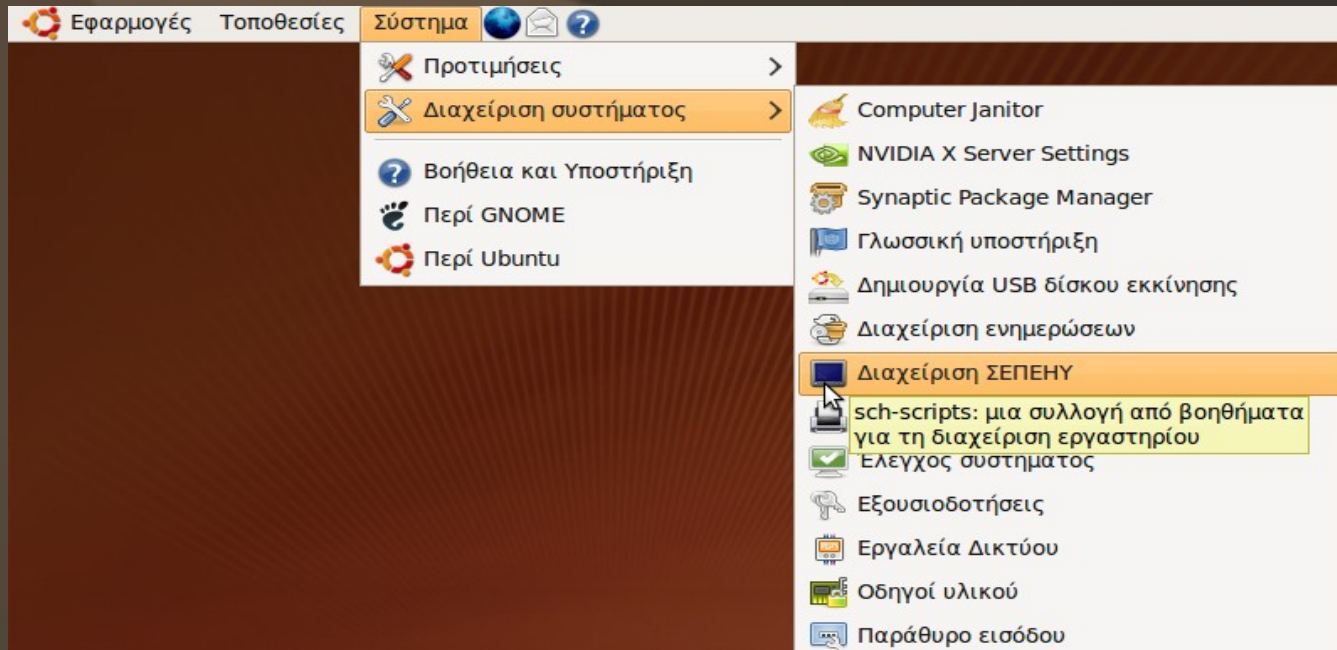 Εφαρμογές Τοποθεσίες Σύστημα
Προτιμήσεις
Διαχείριση συστήματος
Βοήθεια και Υποστήριξη
Περί GNOME
Περί Ubuntu
Computer Janitor
NVIDIA X Server Settings
Synaptic Package Manager
Γλωσσική υποστήριξη
Δημιουργία USB δίσκου εκκίνησης
Διαχείριση ενημερώσεων
Διαχείριση ΣΕΠΕΗΥ
sch-scripts: μια συλλογή από βοηθήματα
για τη διαχείριση εργαστηρίου
Έλεγχος συστήματος
Εξουσιοδοτήσεις
Εργαλεία Δικτύου
Οδηγοί υλικού
Παράθυρο εισόδου